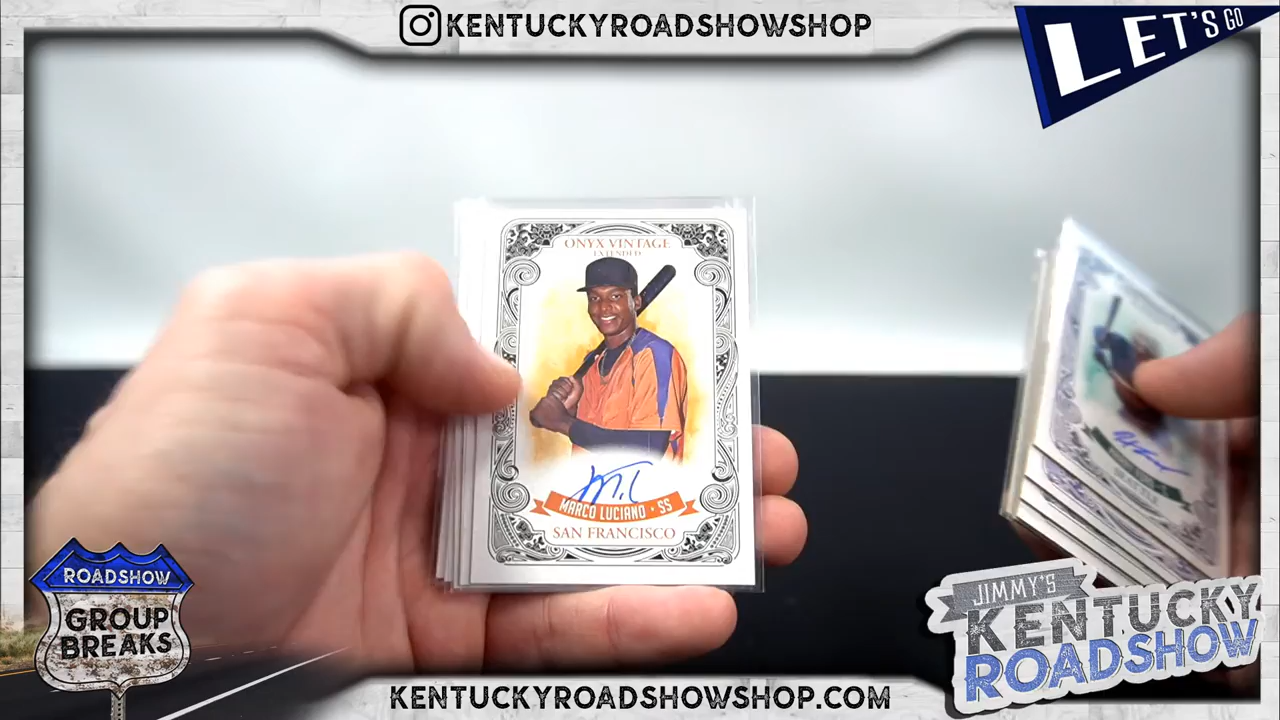 KENTUCKYROADSHOWSHOP
LET'S GO
ONYX VINTAGE
EXTENDED
MARCO LUCIANO • SS
SAN FRANCISCO
SEATTLE
ROADSHOW
GROUP
BREAKS
JIMMY'S
KENTUCKY
ROADSHOW
KENTUCKYROADSHOWSHOP.COM